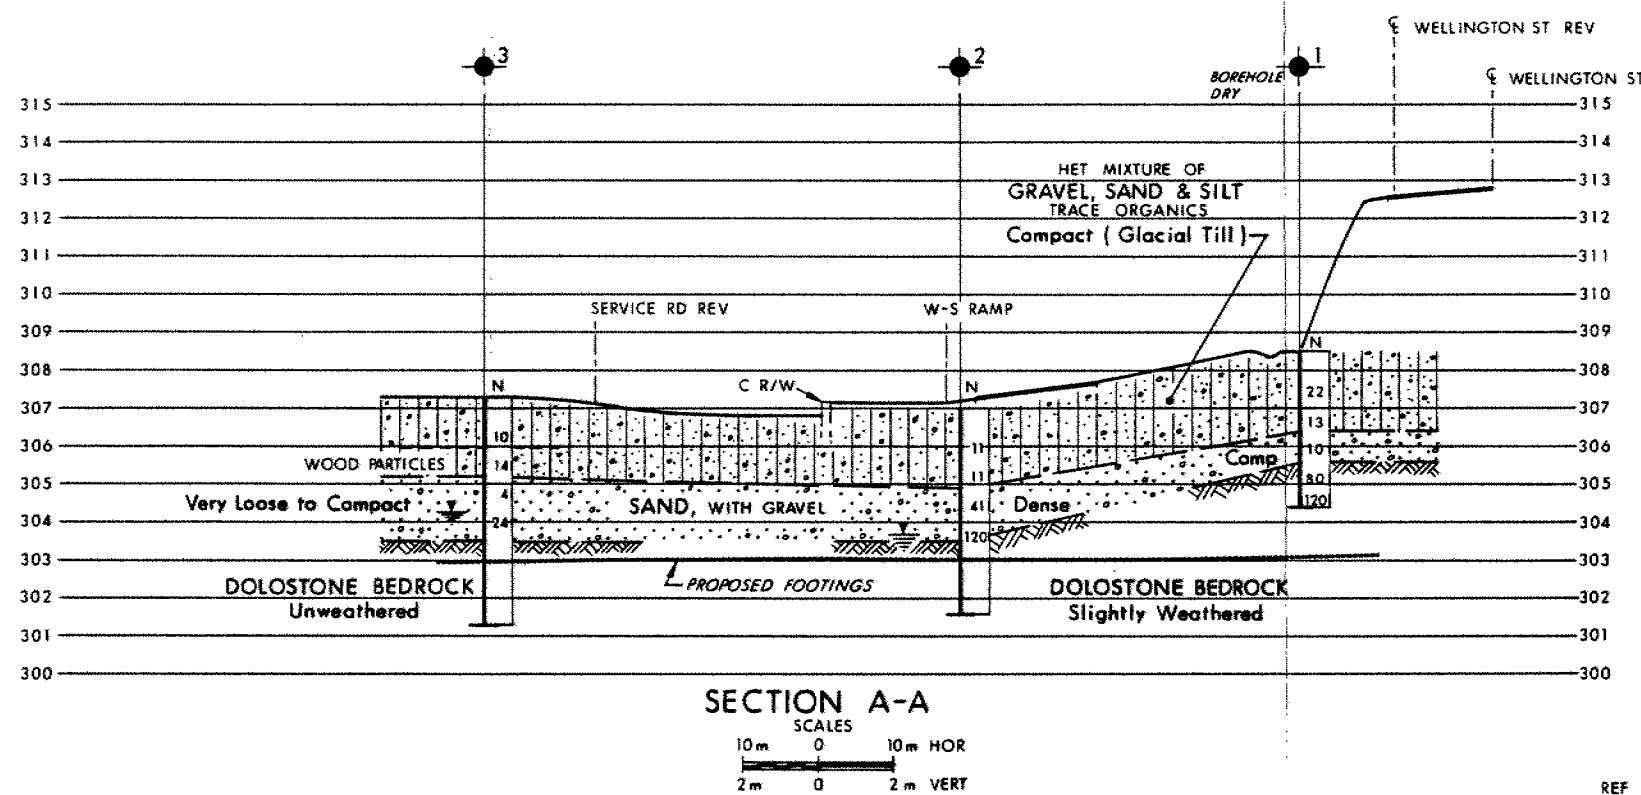 ℄ WELLINGTON ST REV
3
2
1
BOREHOLE
DRY
℄ WELLINGTON ST
315 315
314 314
HET MIXTURE OF
313 313
GRAVEL, SAND & SILT
TRACE ORGANICS
312 312
Compact ( Glacial Till )
311 311
310 310
SERVICE RD REV
W-S RAMP
309 309
N
308 308
N
C R/W
N
22
307 307
13
10
11
306 306
10
Comp
WOOD PARTICLES
14
11
80
305 305
4
Very Loose to Compact
SAND, WITH GRAVEL
41
Dense
120
304 304
24
120
303 303
DOLOSTONE BEDROCK
Unweathered
PROPOSED FOOTINGS
DOLOSTONE BEDROCK
Slightly Weathered
302 302
301 301
300 300
SECTION A-A
SCALES
10m 0 10m HOR
2m 0 2m VERT
REF